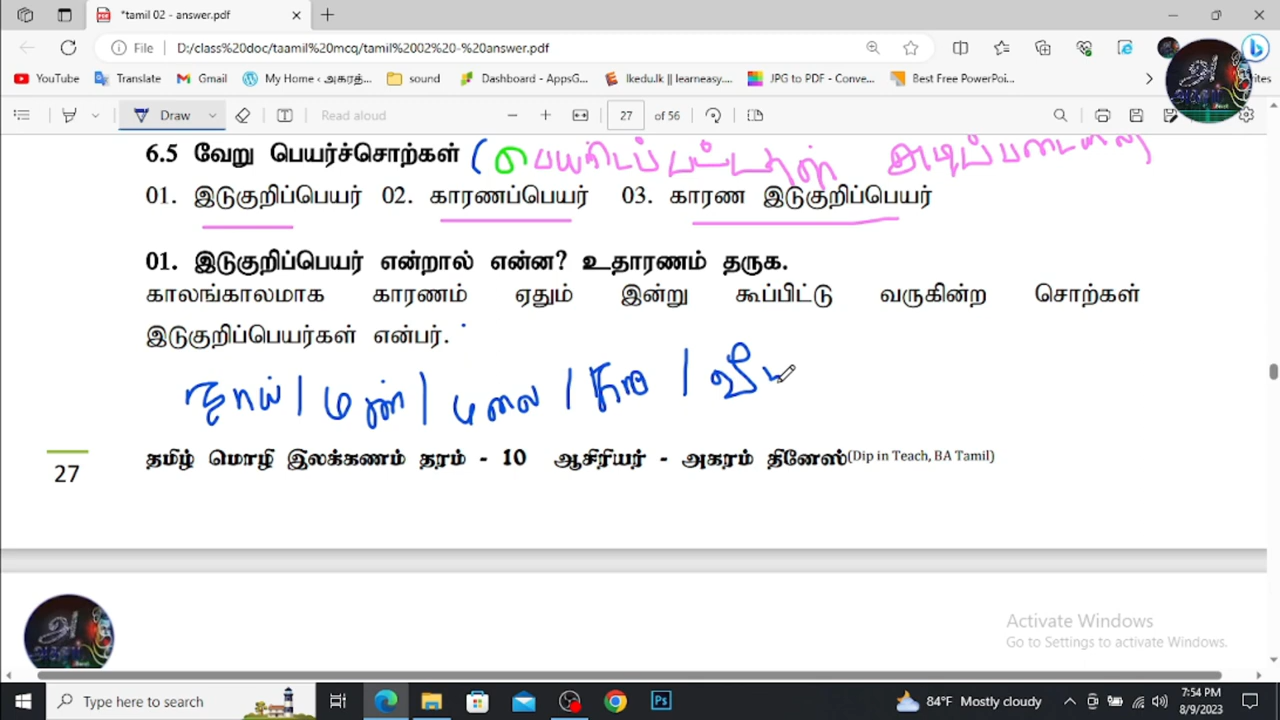 *tamil 02 - answer.pdf
File D:/class%20doc/taamil%20mcq/tamil%2002%20-%20answer.pdf
YouTube Translate Gmail My Home ‹ அகரத்... sound Dashboard - AppsG... lkedu.lk || learneasy.... JPG to PDF - Conve... Best Free PowerPoi... ites
Draw Read aloud 27 of 56
6.5 வேறு பெயர்ச்சொற்கள் (பெயரிடப்பட்டதன் அடிப்படையில்)
01. இடுகுறிப்பெயர் 02. காரணப்பெயர் 03. காரண இடுகுறிப்பெயர்
01. இடுகுறிப்பெயர் என்றால் என்ன? உதாரணம் தருக.
காலங்காலமாக காரணம் ஏதும் இன்று கூப்பிட்டு வருகின்ற சொற்கள்
இடுகுறிப்பெயர்கள் என்பர்.
நாய் / மண் / மலை / /
தமிழ் மொழி இலக்கணம் தரம் - 10 ஆசிரியர் - அகரம் தினேஸ்(Dip in Teach, BA Tamil)
27
அ
அகரம்
Activate Windows
Go to Settings to activate Windows.
Type here to search 84°F Mostly cloudy 7:54 PM
8/9/2023